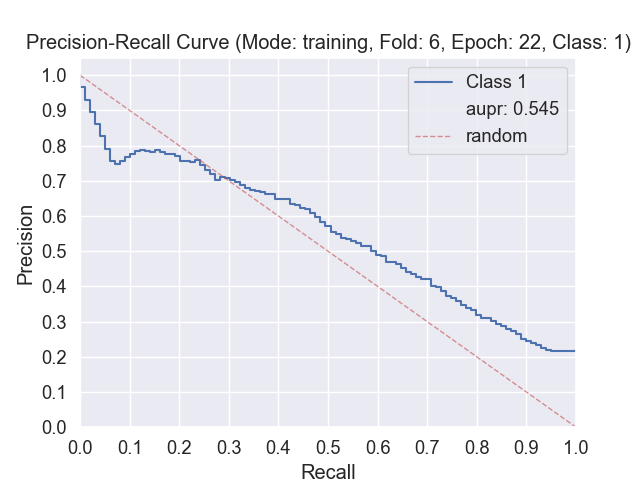 Precision-Recall Curve (Mode: training, Fold: 6, Epoch: 22, Class: 1)
1.0
0.9
0.8
0.7
0.6
0.5
0.4
0.3
0.2
0.1
0.0
Precision
Class 1
aupr: 0.545
random
0.0 0.1 0.2 0.3 0.4 0.5 0.6 0.7 0.8 0.9 1.0
Recall